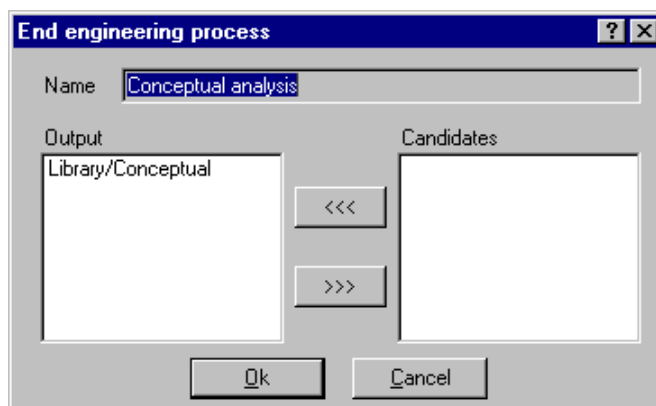 End engineering process
Name Conceptual analysis
Output Candidates
Library/Conceptual
<<<
>>>
Ok Cancel